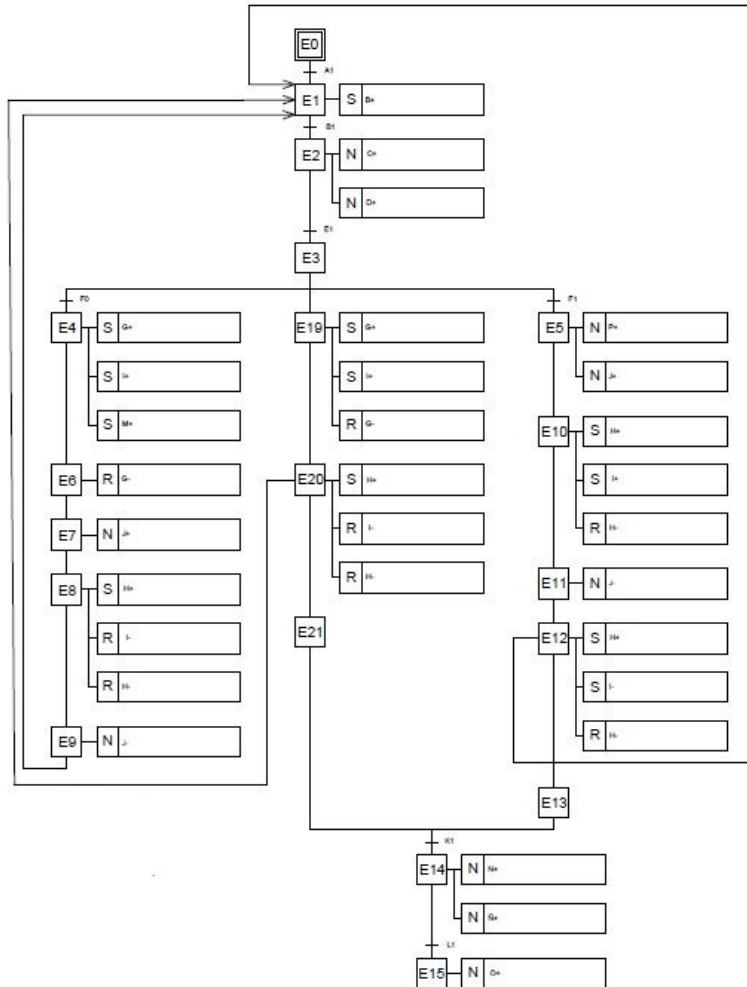 E0
A1
E1 S B+
B1
E2 N C+
N D+
E1
E3
F0 F1
E4 S G+ E19 S G+ E5 N P+
S I+ S I+ N J+
S M+ R G- E10 S H+
E6 R G- E20 S H+ S I+
E7 N J+ R I- R H-
E8 S H+ R H- E11 N J-
R I- E21 E12 S H+
R H- S I-
E9 N J- R H-
E13
K1
E14 N N+
N Ñ+
L1
E15 N O+